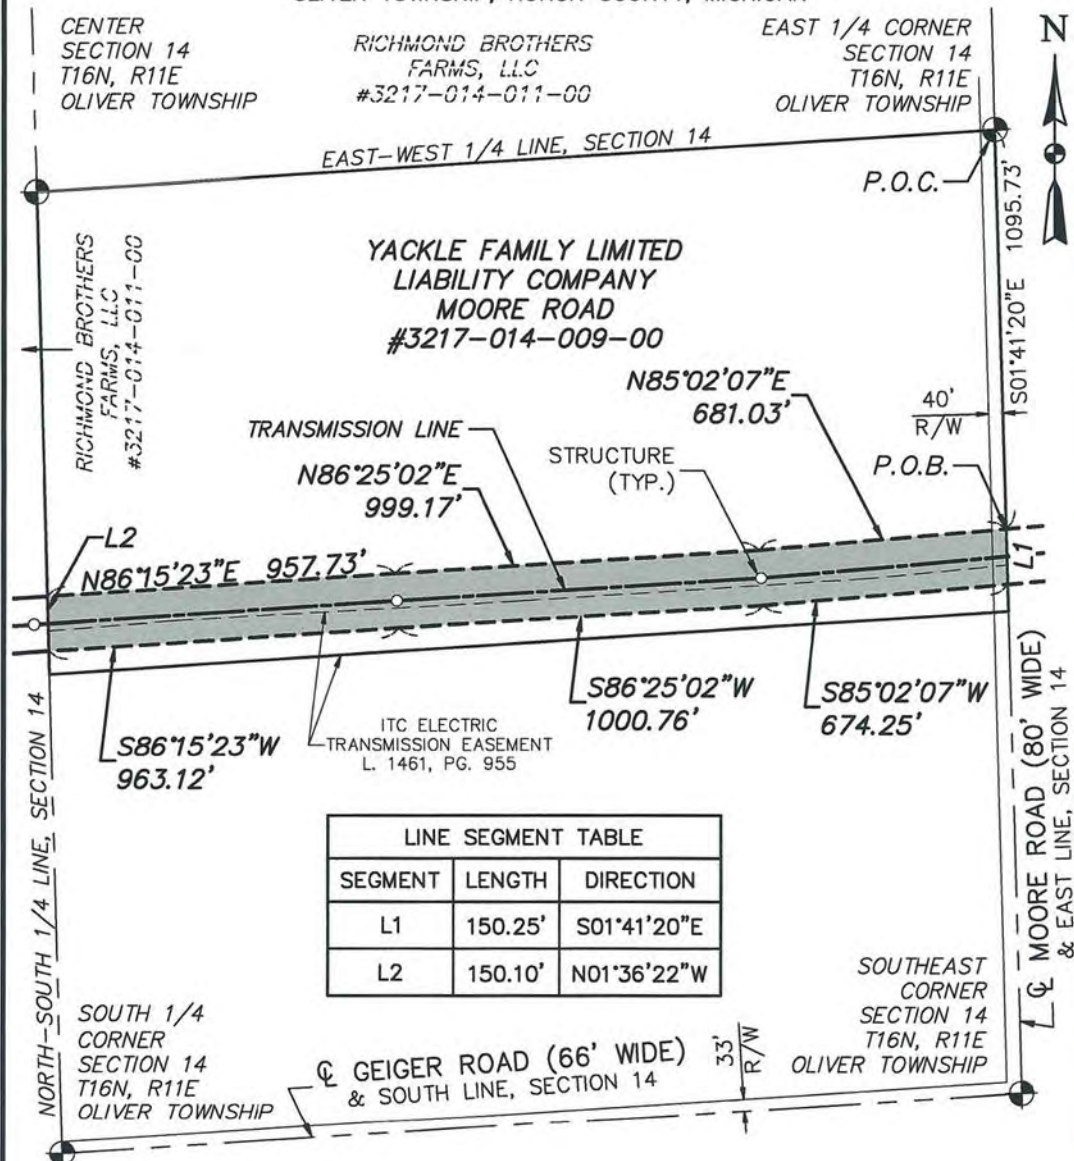 CENTER
SECTION 14
T16N, R11E
OLIVER TOWNSHIP
RICHMOND BROTHERS
FARMS, LLC
#3217-014-011-00
EAST 1/4 CORNER
SECTION 14
T16N, R11E
OLIVER TOWNSHIP
N
EAST-WEST 1/4 LINE, SECTION 14
P.O.C.
S01°41'20"E 1095.73'
RICHMOND BROTHERS
FARMS, LLC
#3217-014-011-00
YACKLE FAMILY LIMITED
LIABILITY COMPANY
MOORE ROAD
#3217-014-009-00
N85°02'07"E
681.03'
40'
R/W
TRANSMISSION LINE
STRUCTURE
(TYP.)
P.O.B.
N86°25'02"E
999.17'
L2
N86°15'23"E 957.73'
L1
S86°15'23"W
963.12'
ITC ELECTRIC
TRANSMISSION EASEMENT
L. 1461, PG. 955
S86°25'02"W
1000.76'
S85°02'07"W
674.25'
NORTH-SOUTH 1/4 LINE, SECTION 14
℄ MOORE ROAD (80' WIDE)
& EAST LINE, SECTION 14
LINE SEGMENT TABLE
SEGMENT LENGTH DIRECTION
L1 150.25' S01°41'20"E
L2 150.10' N01°36'22"W
SOUTH 1/4
CORNER
SECTION 14
T16N, R11E
OLIVER TOWNSHIP
℄ GEIGER ROAD (66' WIDE)
& SOUTH LINE, SECTION 14
33'
R/W
SOUTHEAST
CORNER
SECTION 14
T16N, R11E
OLIVER TOWNSHIP